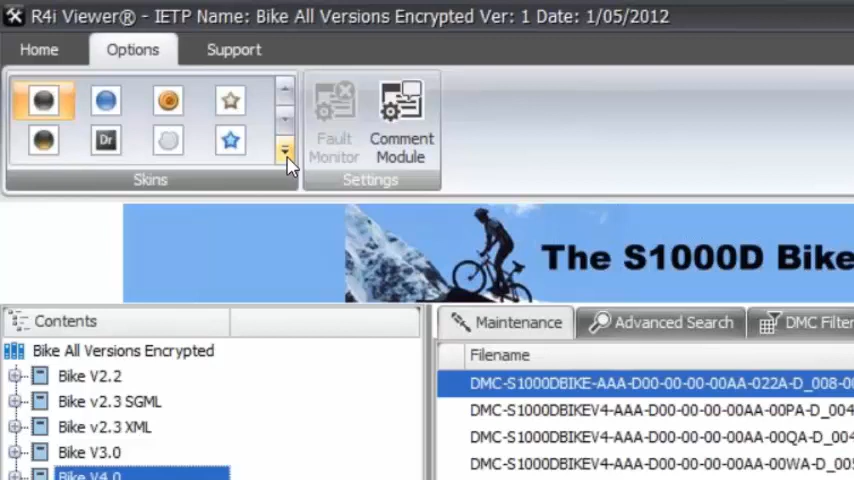 R4i Viewer® - IETP Name: Bike All Versions Encrypted Ver: 1 Date: 1/05/2012
Home Options Support
Dr
Fault Monitor
Comment Module
Skins
Settings
The S1000D Bike
Contents
Maintenance Advanced Search DMC Filter
Filename
Bike All Versions Encrypted
Bike V2.2
Bike v2.3 SGML
Bike v2.3 XML
Bike V3.0
Bike V4.0
DMC-S1000DBIKE-AAA-D00-00-00-00AA-022A-D_008-0
DMC-S1000DBIKEV4-AAA-D00-00-00-00AA-00PA-D_004
DMC-S1000DBIKEV4-AAA-D00-00-00-00AA-00QA-D_004
DMC-S1000DBIKEV4-AAA-D00-00-00-00AA-00WA-D_00